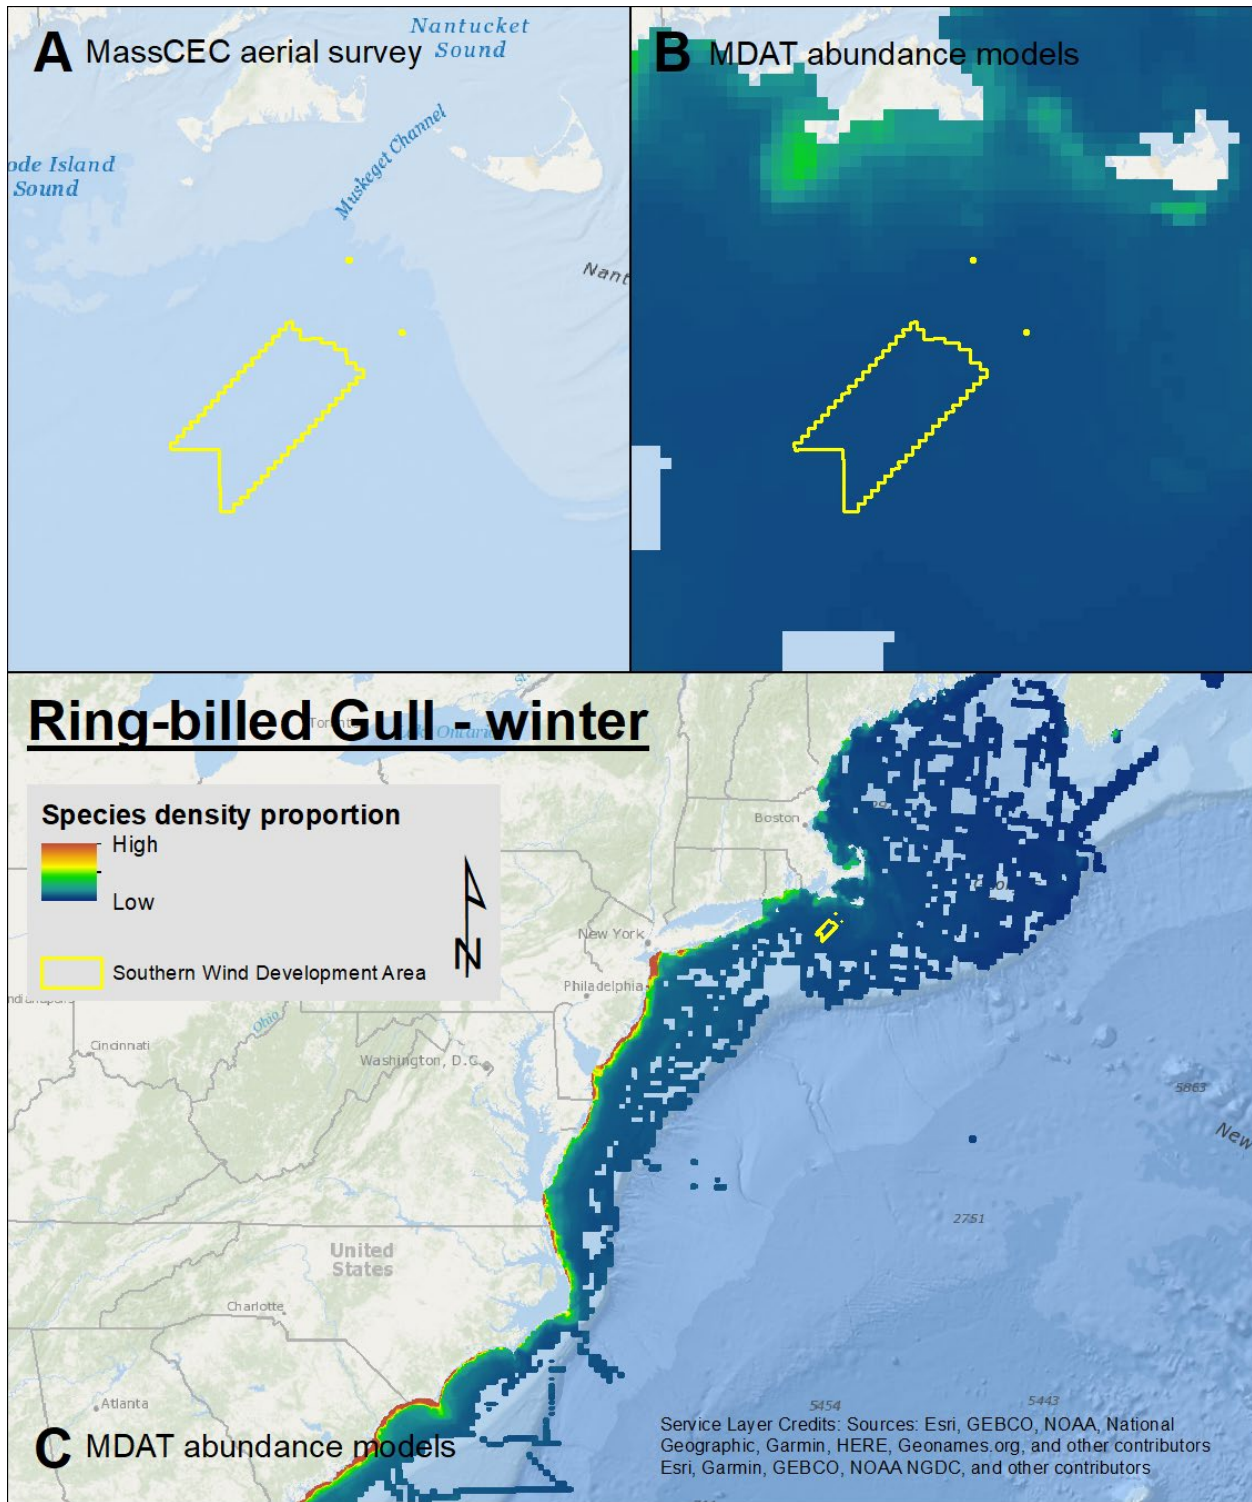 A MassCEC aerial survey
Nantucket
Sound
Muskeget Channel
ode Island
Sound
Nant
B MDAT abundance models
Ring-billed Gull - winter
Species density proportion
High
Low
N
Southern Wind Development Area
Boston
New York
Philadelphia
Cincinnati
Ohio
Washington, D.C.
5863
New
2751
United
States
Charlotte
Atlanta
5454
5443
C MDAT abundance models
Service Layer Credits: Sources: Esri, GEBCO, NOAA, National
Geographic, Garmin, HERE, Geonames.org, and other contributors
Esri, Garmin, GEBCO, NOAA NGDC, and other contributors